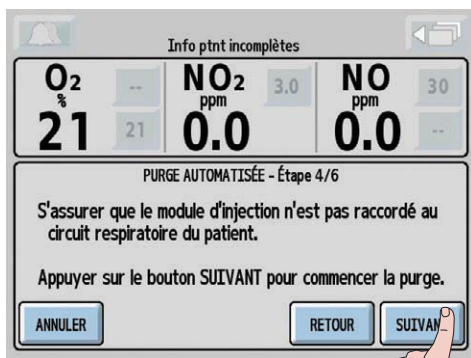 Info ptnt incomplètes
O2 % -- NO2 ppm 3.0 NO ppm 30
21 21 0.0 0.0 --
PURGE AUTOMATISÉE - Étape 4/6
S'assurer que le module d'injection n'est pas raccordé au
circuit respiratoire du patient.
Appuyer sur le bouton SUIVANT pour commencer la purge.
ANNULER RETOUR SUIVAN